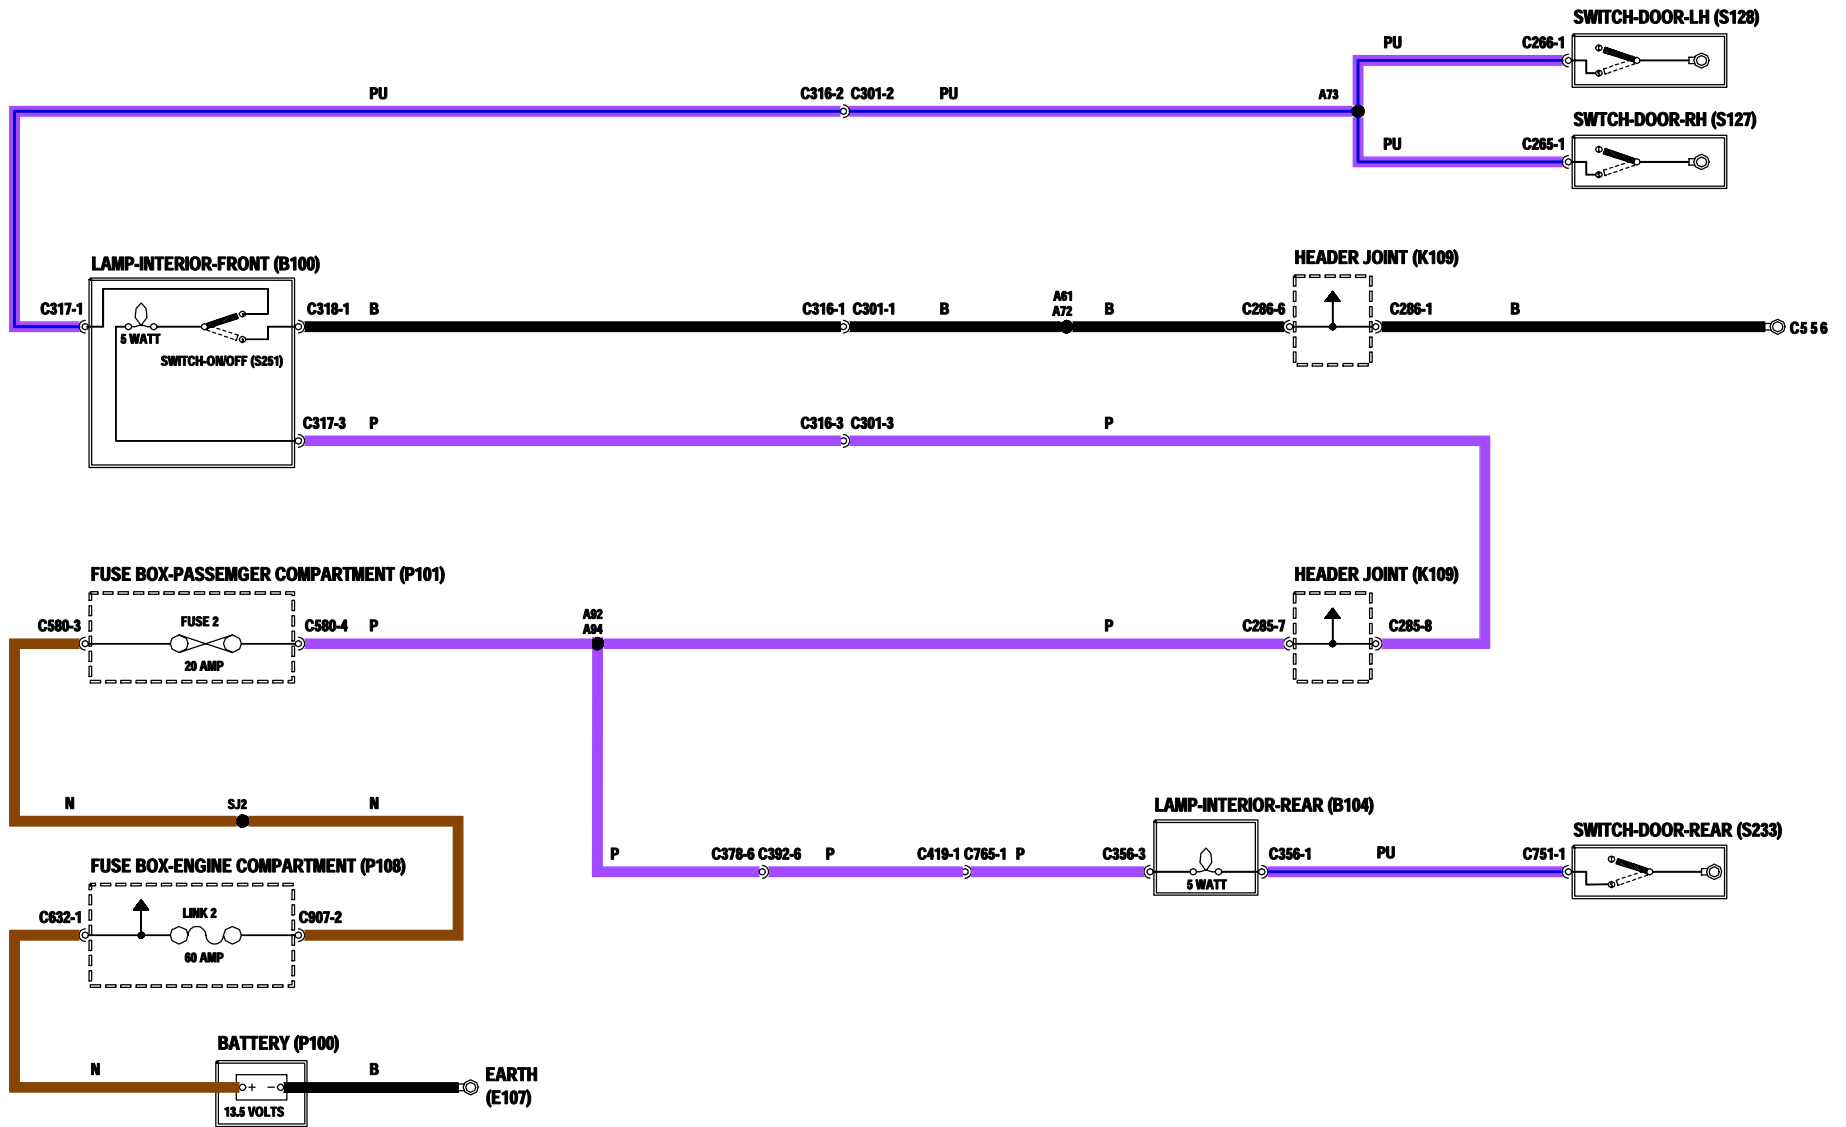 SWITCH-DOOR-LH (S128)
PU
C266-1
PU
C316-2 C301-2
PU
A73
SWTCH-DOOR-RH (S127)
PU
C265-1
LAMP-INTERIOR-FRONT (B100)
HEADER JOINT (K109)
C317-1
5 WATT
SWITCH-ON/OFF (S251)
C318-1
B
C316-1 C301-1
B
A61
A72
B
C286-6
C286-1
B
C556
C317-3
P
C316-3 C301-3
P
FUSE BOX-PASSEMGER COMPARTMENT (P101)
HEADER JOINT (K109)
C580-3
FUSE 2
20 AMP
C580-4
P
A92
A94
P
C285-7
C285-8
N
SJ2
N
LAMP-INTERIOR-REAR (B104)
SWITCH-DOOR-REAR (S233)
P
C378-6 C392-6
P
C419-1 C765-1
P
C356-3
5 WATT
C356-1
PU
C751-1
FUSE BOX-ENGINE COMPARTMENT (P108)
C632-1
LINK 2
60 AMP
C907-2
BATTERY (P100)
N
+ −
13.5 VOLTS
B
EARTH
(E107)